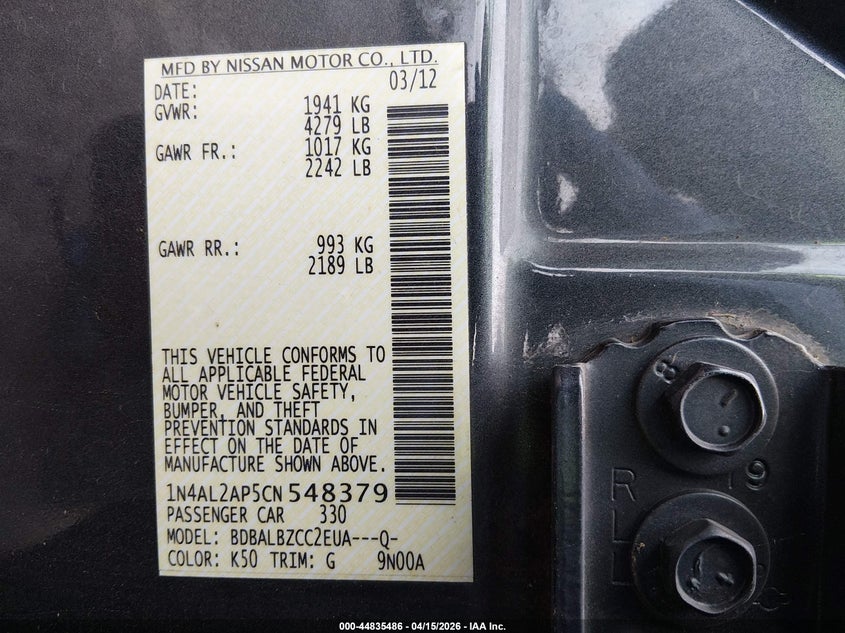 MFD BY NISSAN MOTOR CO., LTD.
DATE: 03/12
GVWR: 1941 KG
4279 LB
GAWR FR.: 1017 KG
2242 LB
GAWR RR.: 993 KG
2189 LB
THIS VEHICLE CONFORMS TO
ALL APPLICABLE FEDERAL
MOTOR VEHICLE SAFETY,
BUMPER, AND THEFT
PREVENTION STANDARDS IN
EFFECT ON THE DATE OF
MANUFACTURE SHOWN ABOVE.
1N4AL2AP5CN548379
PASSENGER CAR 330
MODEL: BDBALBZCC2EUA---Q-
COLOR: K50 TRIM: G 9N00A
8
19
R
L
000-44835486 - 04/15/2026 - IAA Inc.